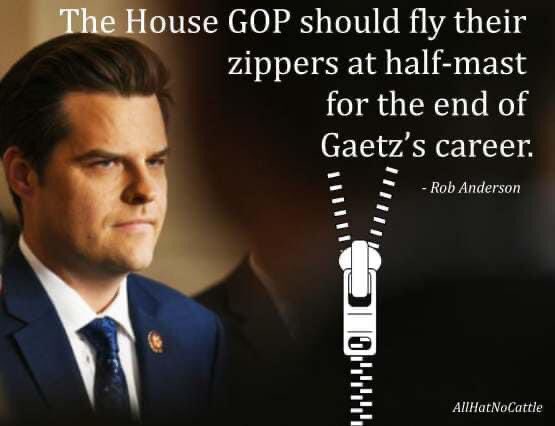 The House GOP should fly their
zippers at half-mast
for the end of
Gaetz's career.
- Rob Anderson
AllHatNoCattle